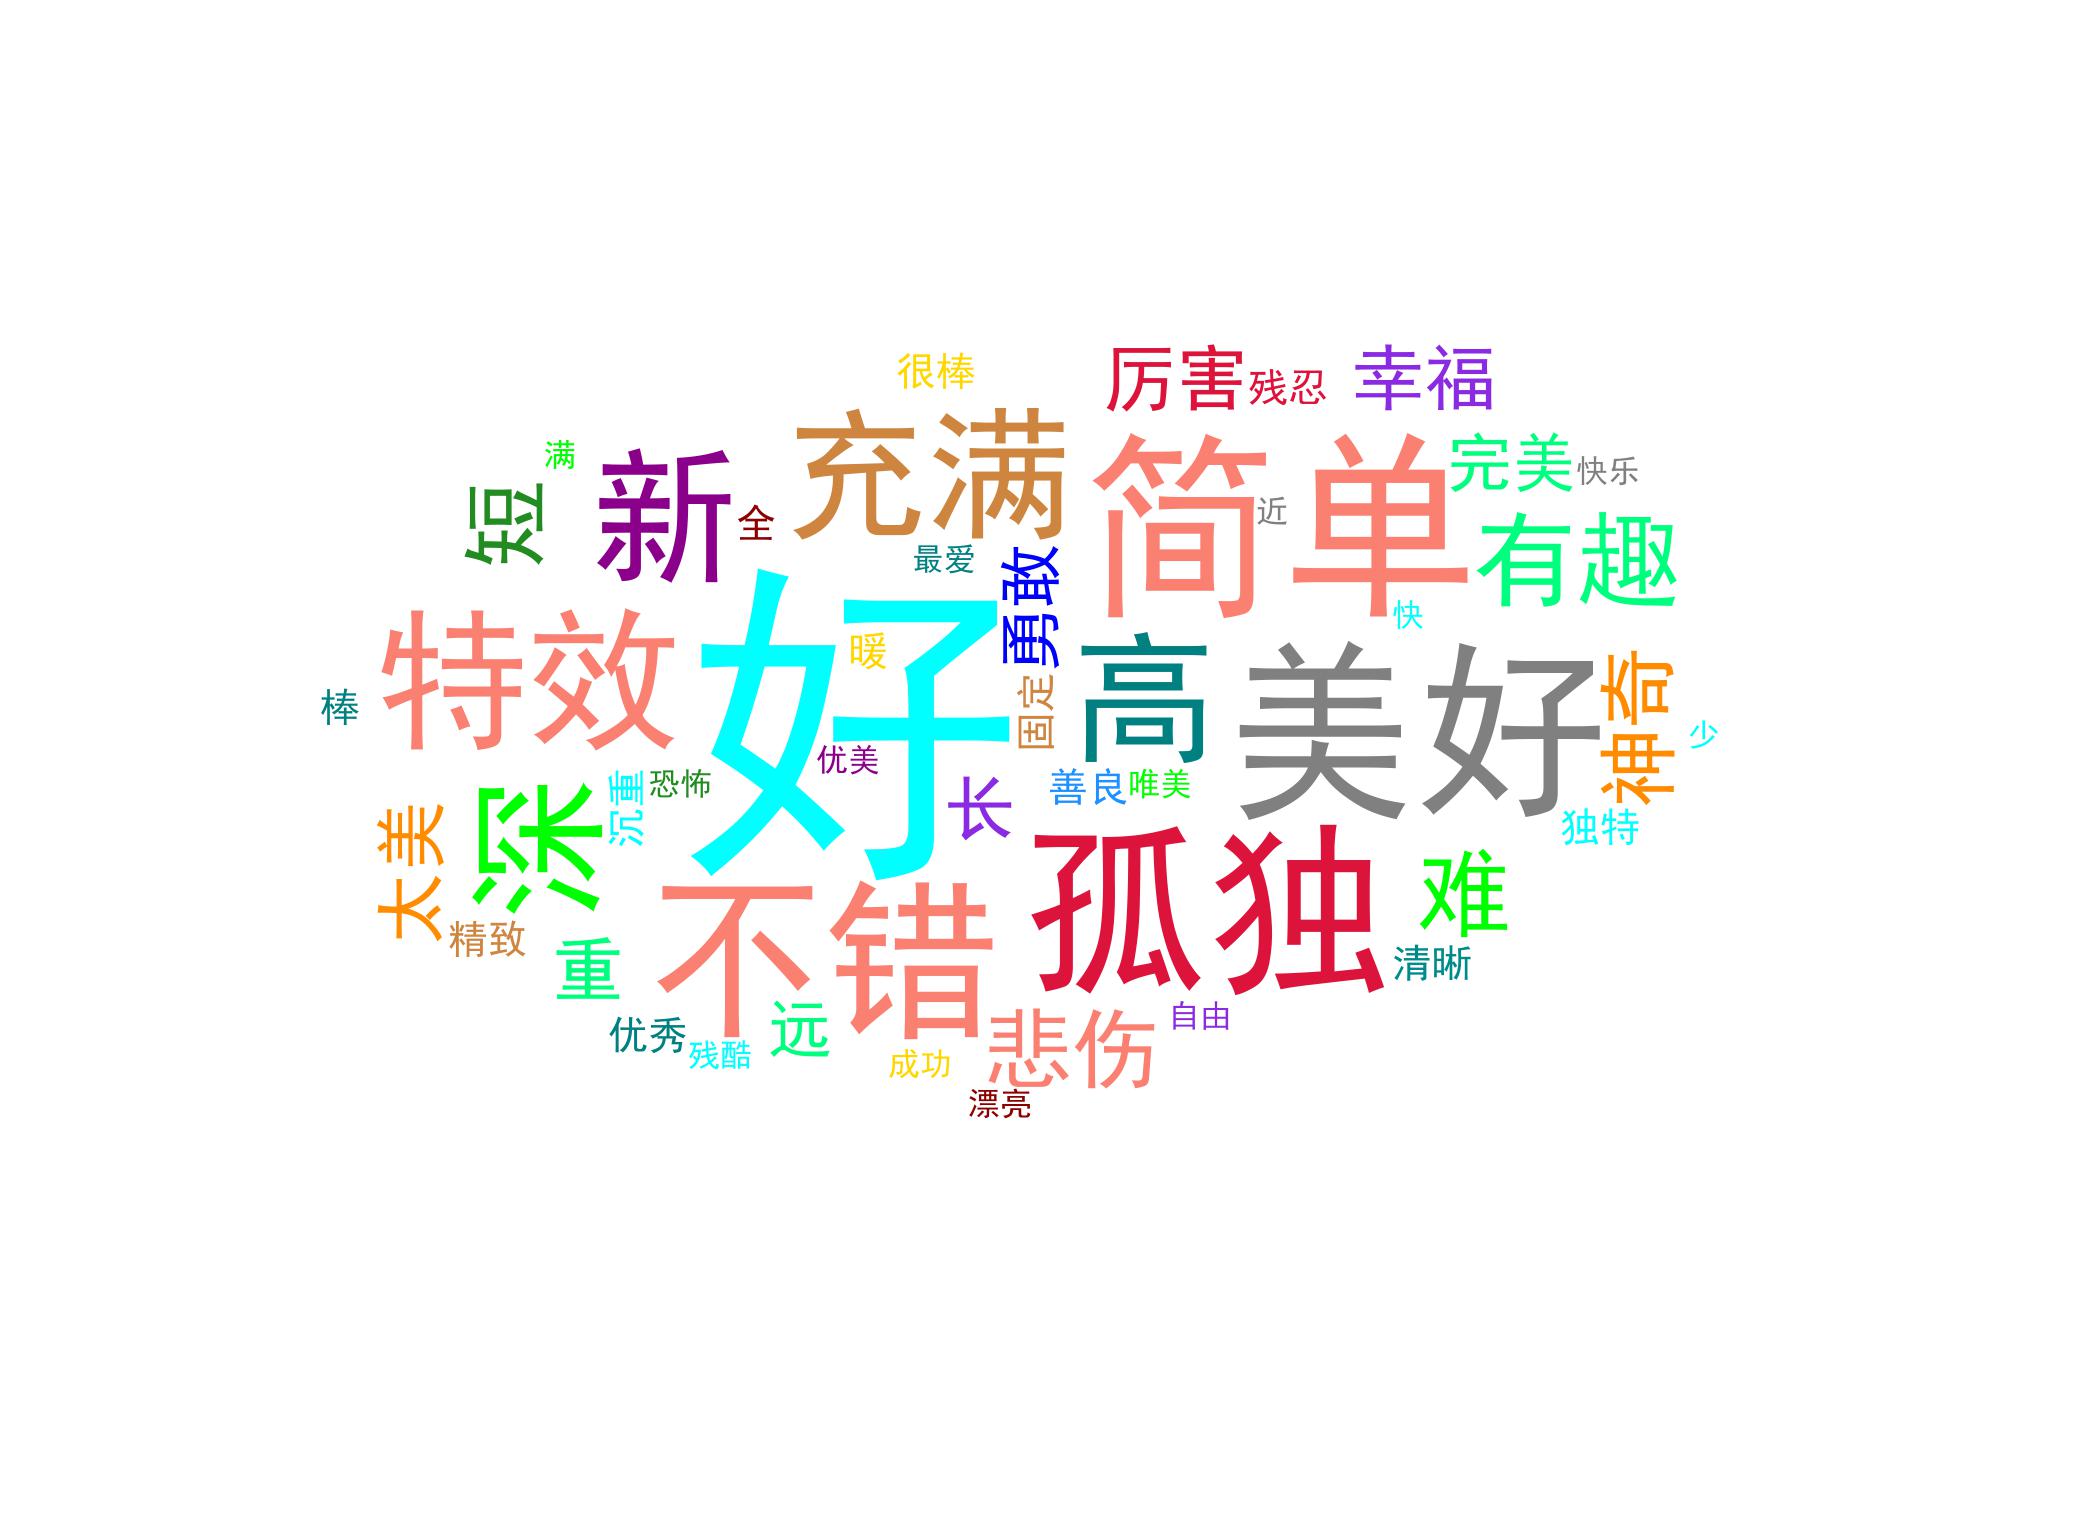 很棒
厉害
残忍
幸福
充满
简单
完美
快乐
满
新
全
近
短
有趣
最爱
勇敢
快
好
暖
特效
高
美好
神奇
固定
棒
少
优美
恐怖
沉重
长
善良
唯美
独特
太美
深
孤独
难
不错
精致
清晰
重
远
优秀
残酷
成功
悲伤
自由
漂亮